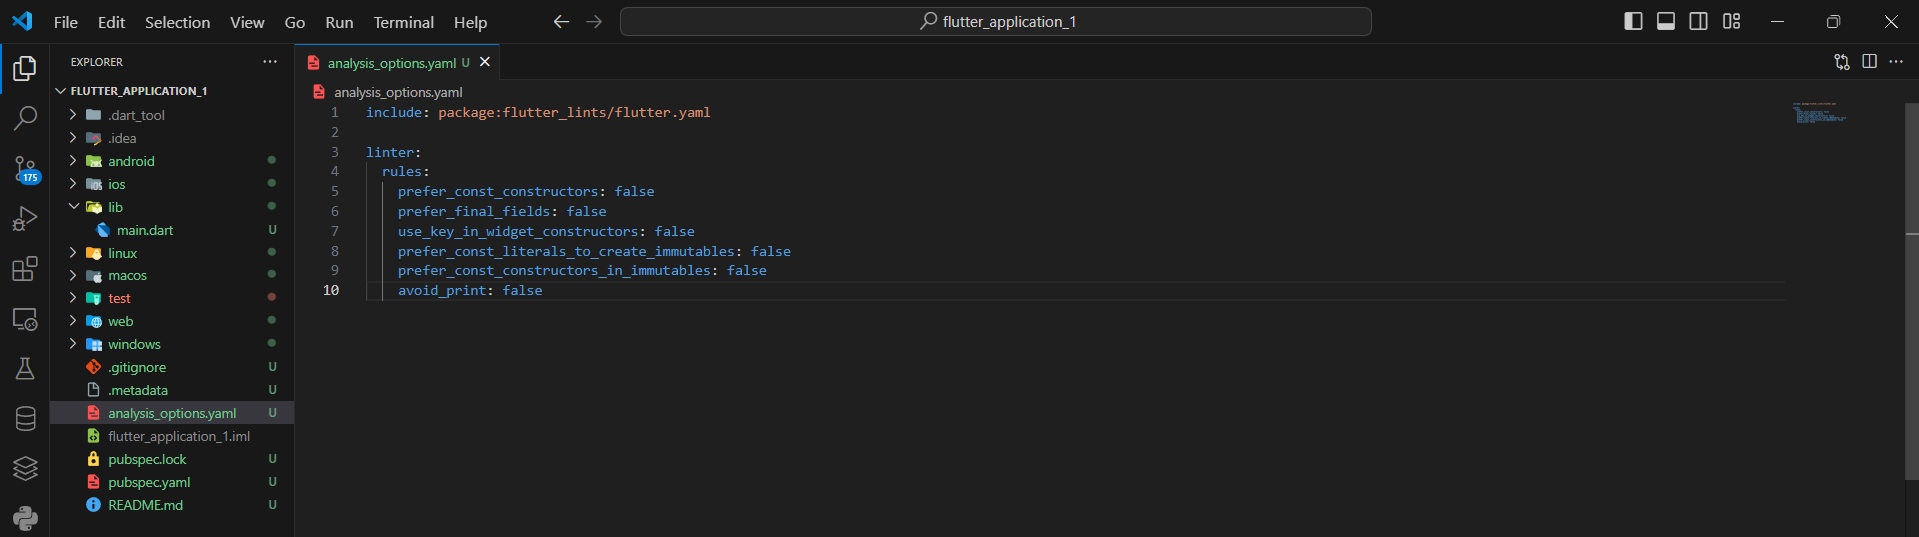 File Edit Selection View Go Run Terminal Help
flutter_application_1
EXPLORER
analysis_options.yaml U
FLUTTER_APPLICATION_1
.dart_tool
.idea
android
ios
lib
main.dart U
linux
macos
test
web
windows
.gitignore U
.metadata U
analysis_options.yaml U
flutter_application_1.iml
pubspec.lock U
pubspec.yaml U
README.md U
175
analysis_options.yaml
1 include: package:flutter_lints/flutter.yaml
2
3 linter:
4 rules:
5 prefer_const_constructors: false
6 prefer_final_fields: false
7 use_key_in_widget_constructors: false
8 prefer_const_literals_to_create_immutables: false
9 prefer_const_constructors_in_immutables: false
10 avoid_print: false